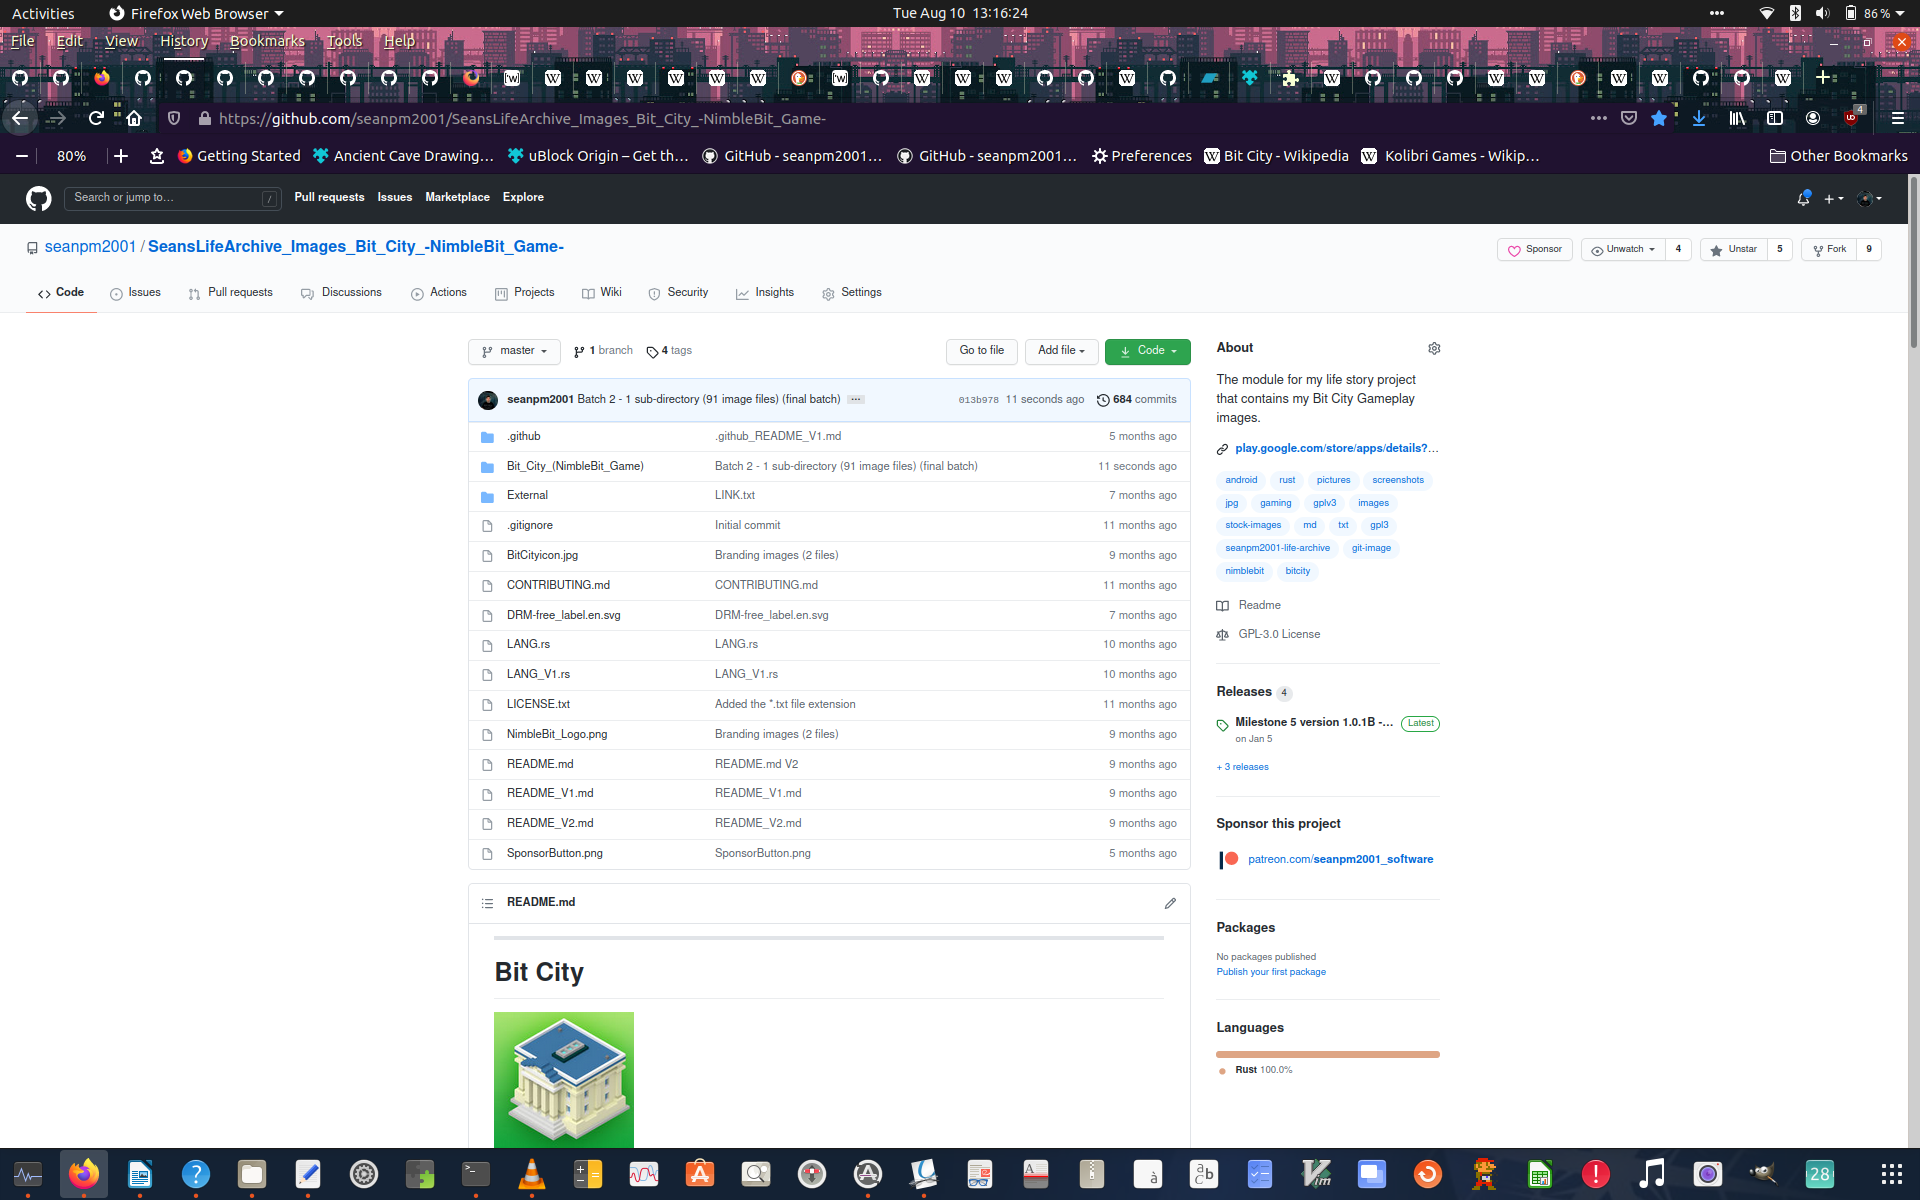 Activities Firefox Web Browser Tue Aug 10 13:16:24 86 %
File Edit View History Bookmarks Tools Help
https://github.com/seanpm2001/SeansLifeArchive_Images_Bit_City_-NimbleBit_Game- 4
80% Getting Started Ancient Cave Drawing… uBlock Origin – Get th… GitHub - seanpm2001… GitHub - seanpm2001… Preferences Bit City - Wikipedia Kolibri Games - Wikip… Other Bookmarks
Search or jump to… / Pull requests Issues Marketplace Explore
seanpm2001 / SeansLifeArchive_Images_Bit_City_-NimbleBit_Game- Sponsor Unwatch 4 Unstar 5 Fork 9
Code Issues Pull requests Discussions Actions Projects Wiki Security Insights Settings
master 1 branch 4 tags Go to file Add file Code
seanpm2001 Batch 2 - 1 sub-directory (91 image files) (final batch) … 013b978 11 seconds ago 684 commits
.github .github_README_V1.md 5 months ago
Bit_City_(NimbleBit_Game) Batch 2 - 1 sub-directory (91 image files) (final batch) 11 seconds ago
External LINK.txt 7 months ago
.gitignore Initial commit 11 months ago
BitCityicon.jpg Branding images (2 files) 9 months ago
CONTRIBUTING.md CONTRIBUTING.md 11 months ago
DRM-free_label.en.svg DRM-free_label.en.svg 7 months ago
LANG.rs LANG.rs 10 months ago
LANG_V1.rs LANG_V1.rs 10 months ago
LICENSE.txt Added the *.txt file extension 11 months ago
NimbleBit_Logo.png Branding images (2 files) 9 months ago
README.md README.md V2 9 months ago
README_V1.md README_V1.md 9 months ago
README_V2.md README_V2.md 9 months ago
SponsorButton.png SponsorButton.png 5 months ago
README.md
Bit City
About
The module for my life story project
that contains my Bit City Gameplay
images.
play.google.com/store/apps/details?…
android rust pictures screenshots
jpg gaming gplv3 images
stock-images md txt gpl3
seanpm2001-life-archive git-image
nimblebit bitcity
Readme
GPL-3.0 License
Releases 4
Milestone 5 version 1.0.1B -… Latest
on Jan 5
+ 3 releases
Sponsor this project
patreon.com/seanpm2001_software
Packages
No packages published
Publish your first package
Languages
Rust 100.0%
28